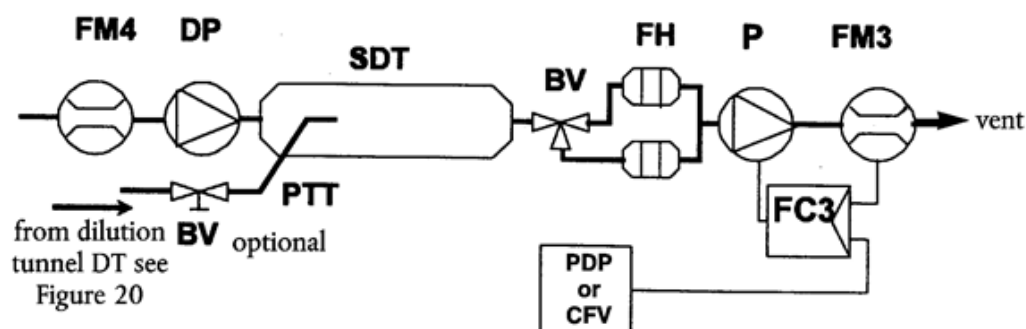 FM4
DP
SDT
BV
FH
P
FM3
vent
PTT
BV
optional
from dilution
tunnel DT see
Figure 20
FC3
PDP
or
CFV